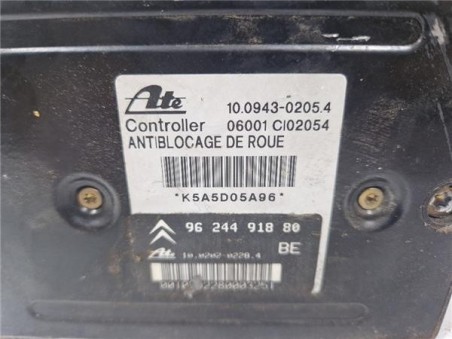 Ate 10.0943-0205.4
Controller 06001 CI02054
ANTIBLOCAGE DE ROUE
*K5A5D05A96*
96 244 918 80
BE
Ate 10.0202-0228.4